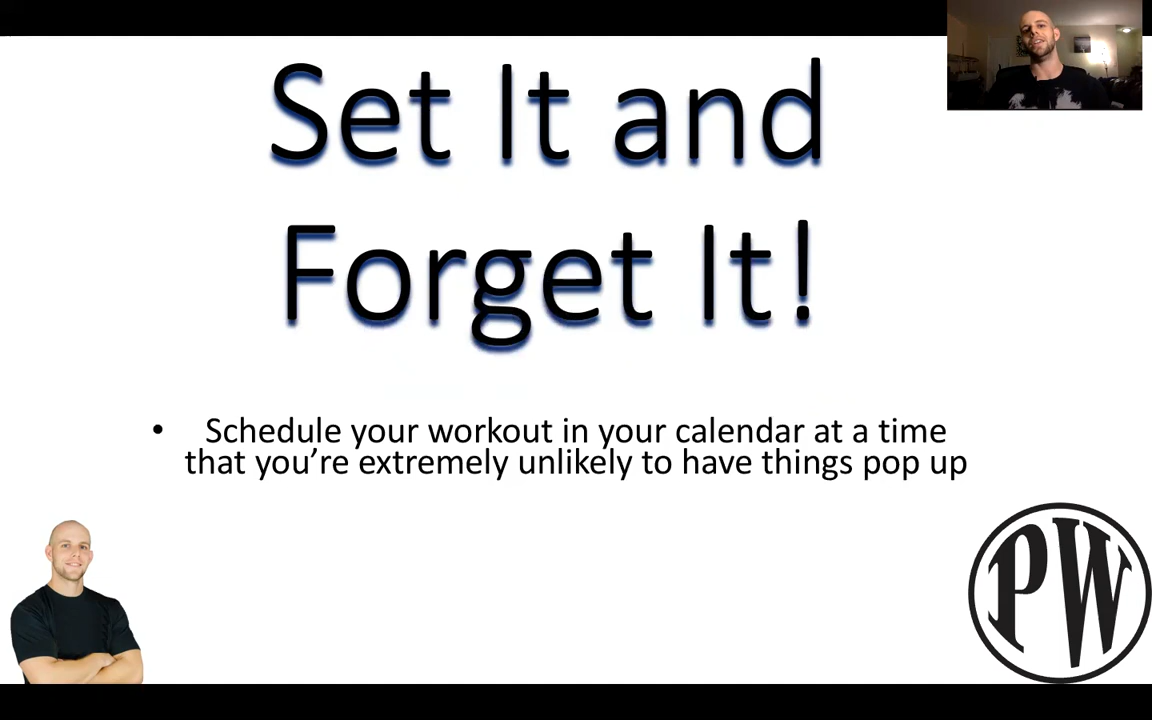 Set It and
Forget It!
• Schedule your workout in your calendar at a time
that you’re extremely unlikely to have things pop up
PW